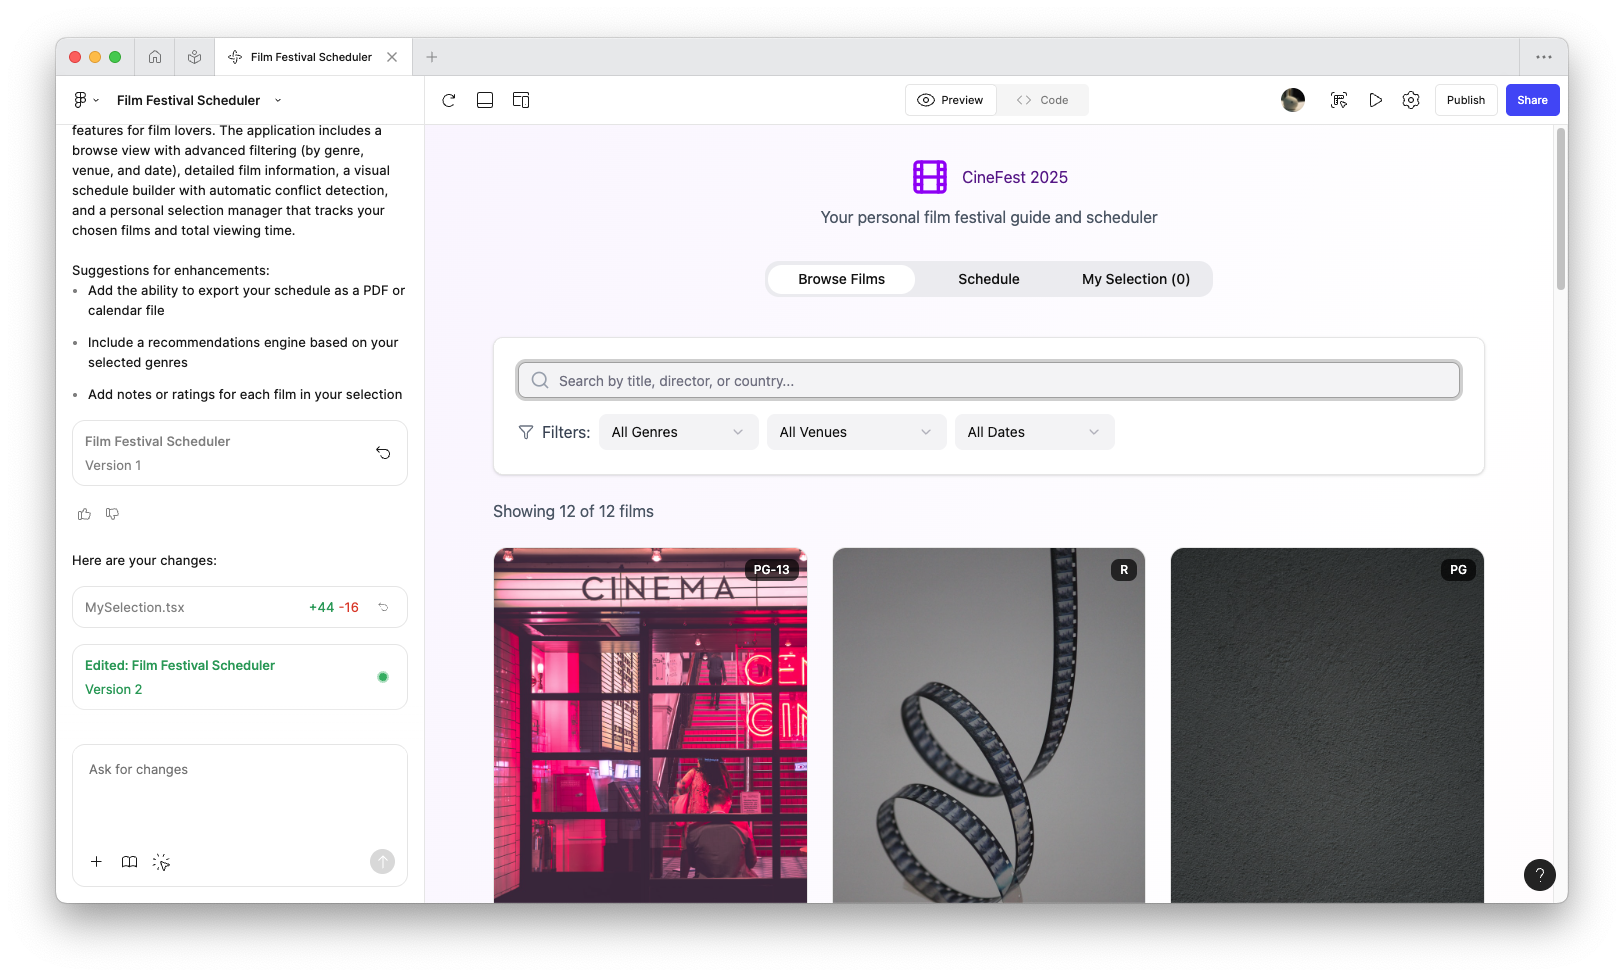 Film Festival Scheduler
Film Festival Scheduler
Preview
Code
Publish
Share
features for film lovers. The application includes a
browse view with advanced filtering (by genre,
venue, and date), detailed film information, a visual
schedule builder with automatic conflict detection,
and a personal selection manager that tracks your
chosen films and total viewing time.
Suggestions for enhancements:
Add the ability to export your schedule as a PDF or
calendar file
Include a recommendations engine based on your
selected genres
Add notes or ratings for each film in your selection
Film Festival Scheduler
Version 1
Here are your changes:
MySelection.tsx +44 -16
Edited: Film Festival Scheduler
Version 2
Ask for changes
CineFest 2025
Your personal film festival guide and scheduler
Browse Films
Schedule
My Selection (0)
Search by title, director, or country...
Filters:
All Genres
All Venues
All Dates
Showing 12 of 12 films
PG-13
CINEMA
R
PG
?